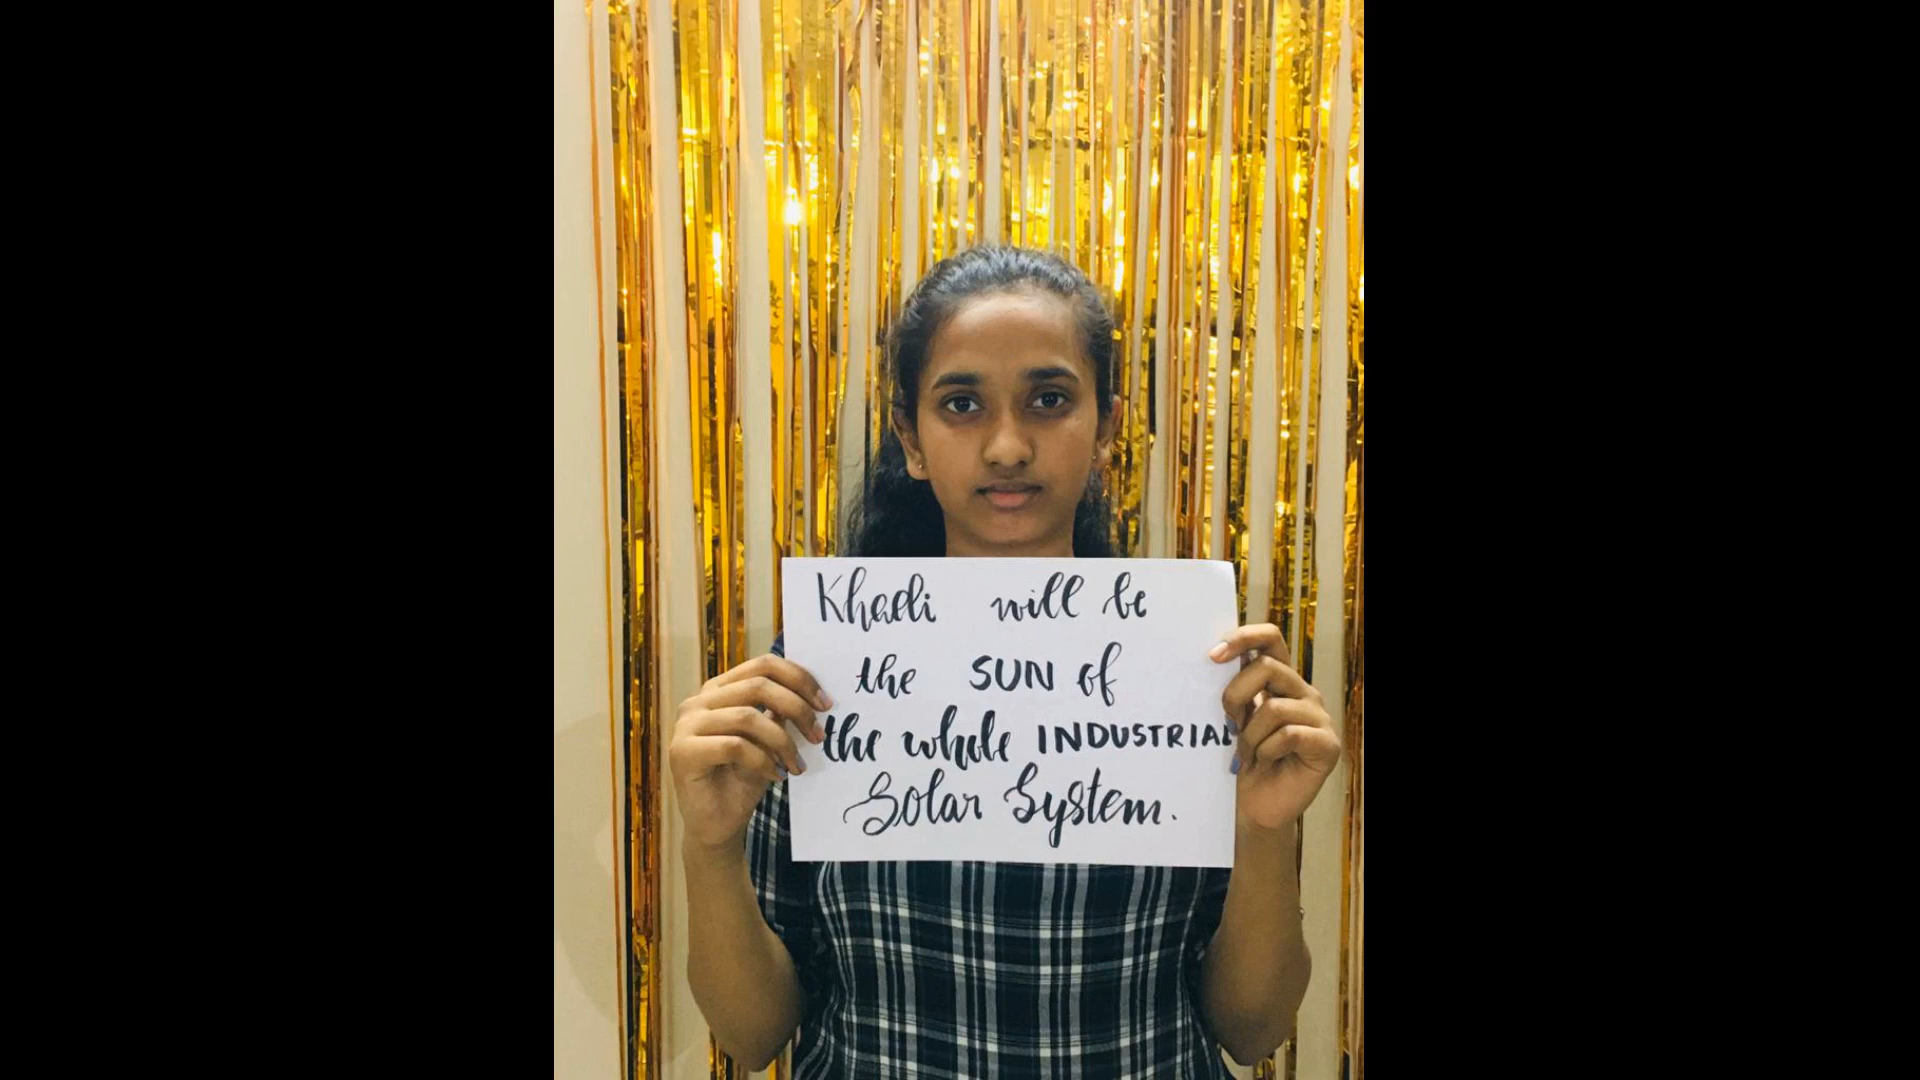 Khadi will be
the SUN of
the whole INDUSTRIAL
Solar System.